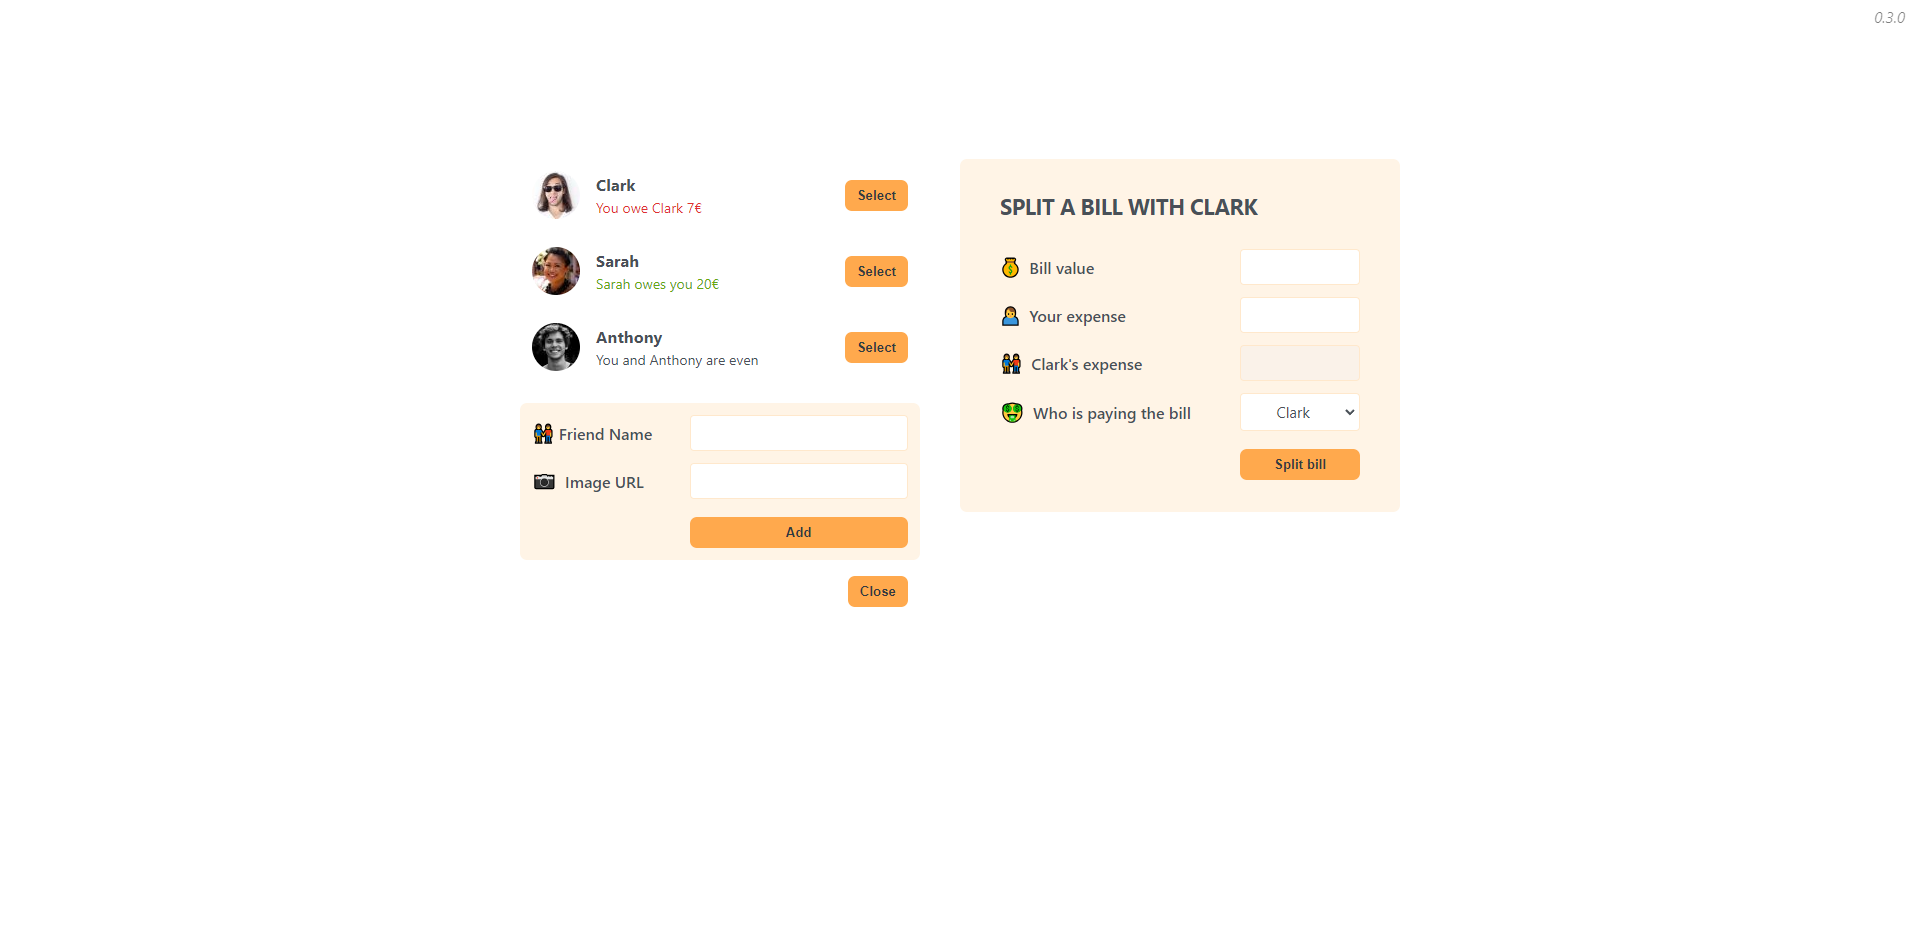 0.3.0
Clark
You owe Clark 7€
Select
Sarah
Sarah owes you 20€
Select
Anthony
You and Anthony are even
Select
Friend Name
Image URL
Add
Close
SPLIT A BILL WITH CLARK
Bill value
Your expense
Clark's expense
Who is paying the bill
Clark
Split bill